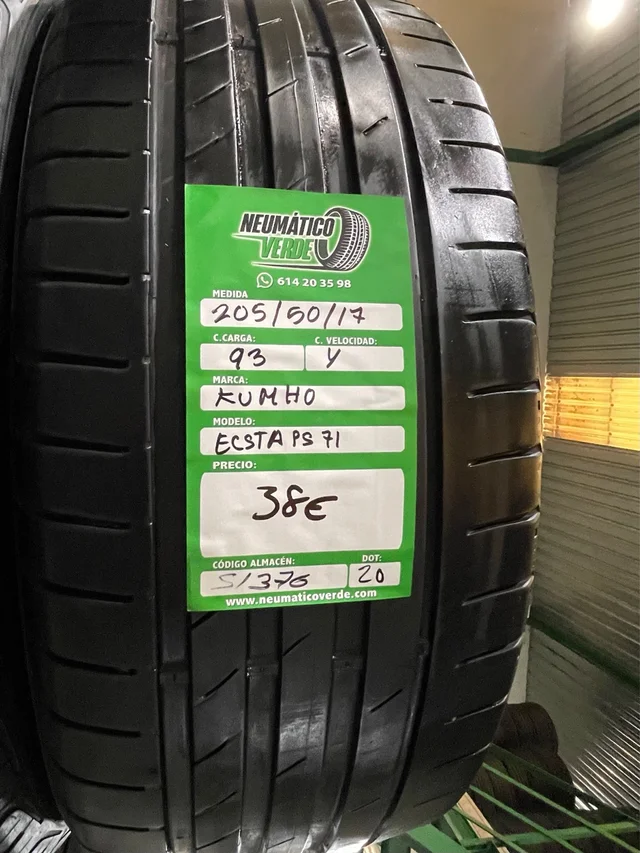 NEUMÁTICO
VERDE
614 20 35 98
MEDIDA
205/50/17
C.CARGA: C. VELOCIDAD:
93 Y
MARCA:
KUMHO
MODELO:
ECSTA PS 71
PRECIO:
38€
CÓDIGO ALMACÉN: DOT:
S1376 20
www.neumaticoverde.com